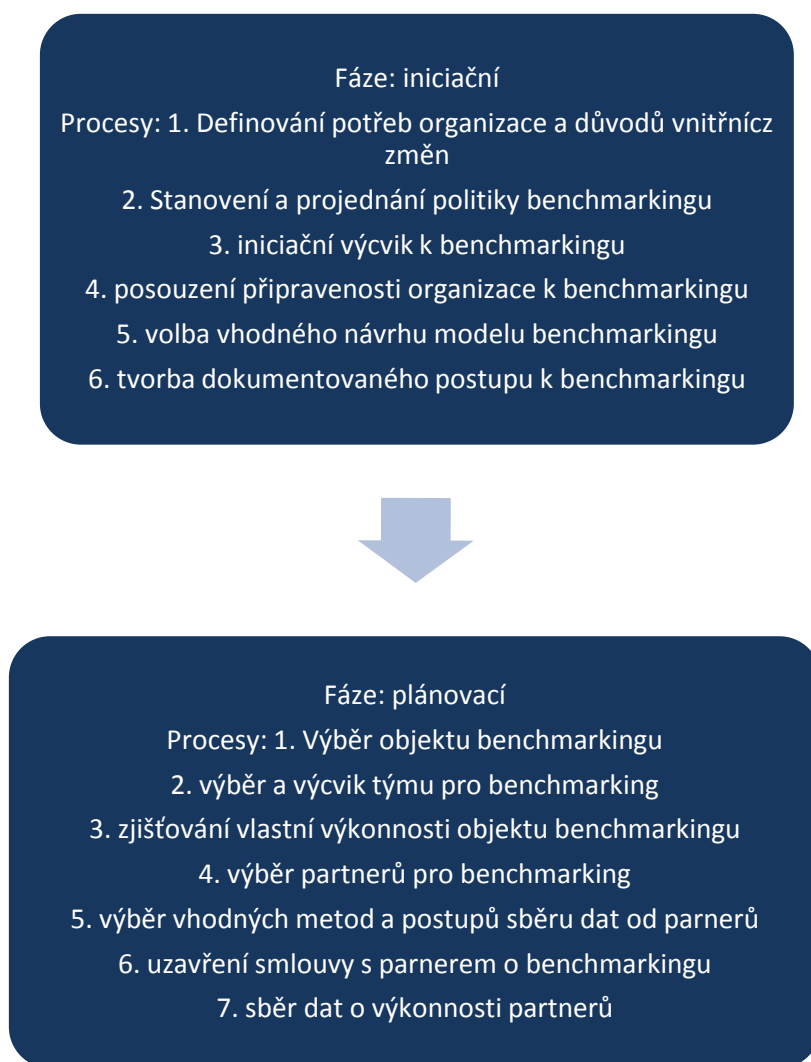 Fáze: iniciační
Procesy: 1. Definování potřeb organizace a důvodů vnitřnícz
změn
2. Stanovení a projednání politiky benchmarkingu
3. iniciační výcvik k benchmarkingu
4. posouzení připravenosti organizace k benchmarkingu
5. volba vhodného návrhu modelu benchmarkingu
6. tvorba dokumentovaného postupu k benchmarkingu
Fáze: plánovací
Procesy: 1. Výběr objektu benchmarkingu
2. výběr a výcvik týmu pro benchmarking
3. zjišťování vlastní výkonnosti objektu benchmarkingu
4. výběr partnerů pro benchmarking
5. výběr vhodných metod a postupů sběru dat od parnerů
6. uzavření smlouvy s parnerem o benchmarkingu
7. sběr dat o výkonnosti partnerů